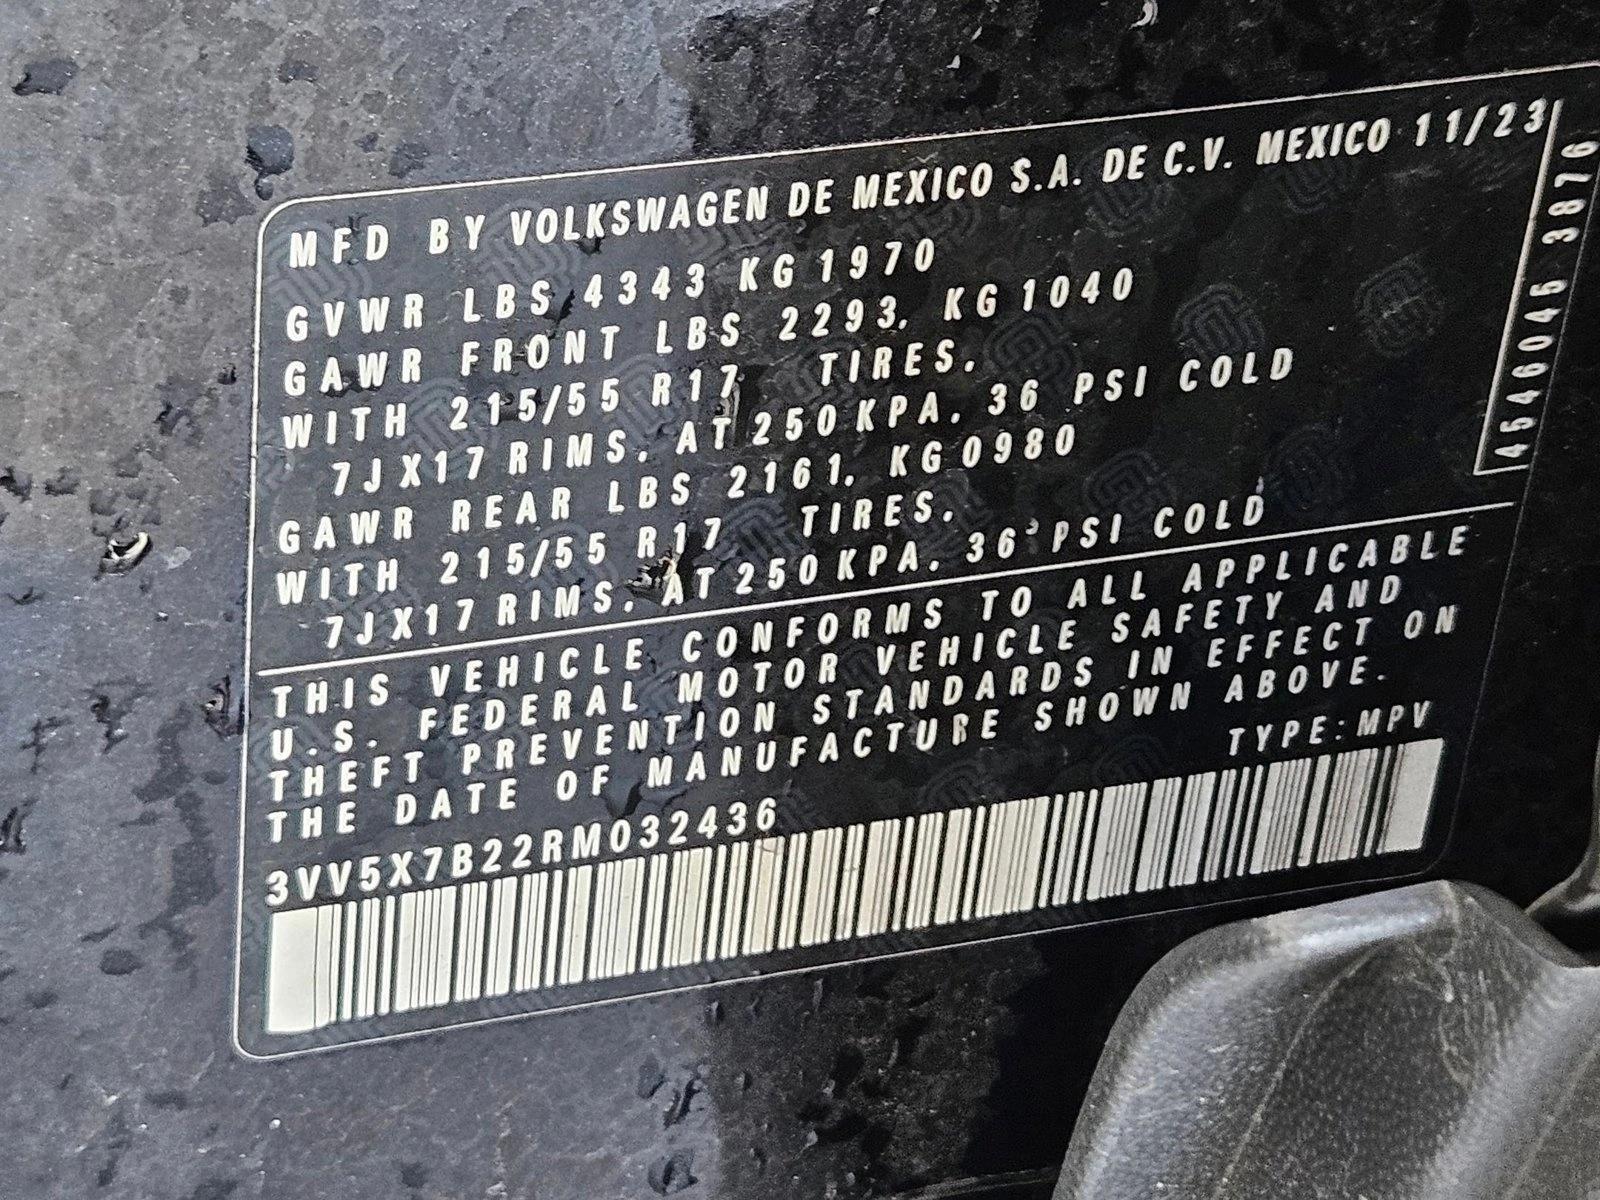 MFD BY VOLKSWAGEN DE MEXICO S.A. DE C.V. MEXICO 11/23
GVWR LBS 4343 KG 1970
GAWR FRONT LBS 2293. KG 1040
WITH 215/55 R17 TIRES.
7JX17 RIMS. AT 250 KPA. 36 PSI COLD
GAWR REAR LBS 2161. KG 0980
WITH 215/55 R17 TIRES.
7JX17 RIMS. AT 250 KPA. 36 PSI COLD
THIS VEHICLE CONFORMS TO ALL APPLICABLE
U.S. FEDERAL MOTOR VEHICLE SAFETY AND
THEFT PREVENTION STANDARDS IN EFFECT ON
THE DATE OF MANUFACTURE SHOWN ABOVE.
TYPE: MPV
3VV5X7B22RM032436
4546045 3876